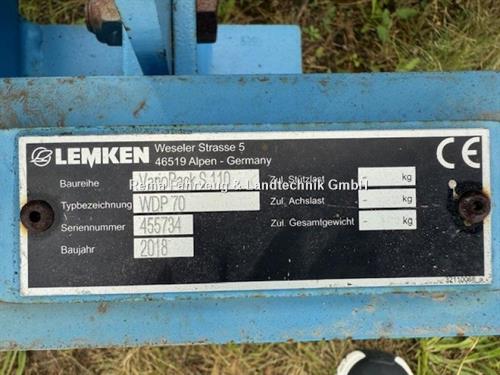 LEMKEN
Weseler Strasse 5
46519 Alpen - Germany
CE
Baureihe VarioPack S 110
Zul. Stützlast - kg
Rema Fahrzeug & Landtechnik GmbH
Typbezeichnung WDP 70
Zul. Achslast - kg
Seriennummer 455734
Zul. Gesamtgewicht - kg
Baujahr 2018